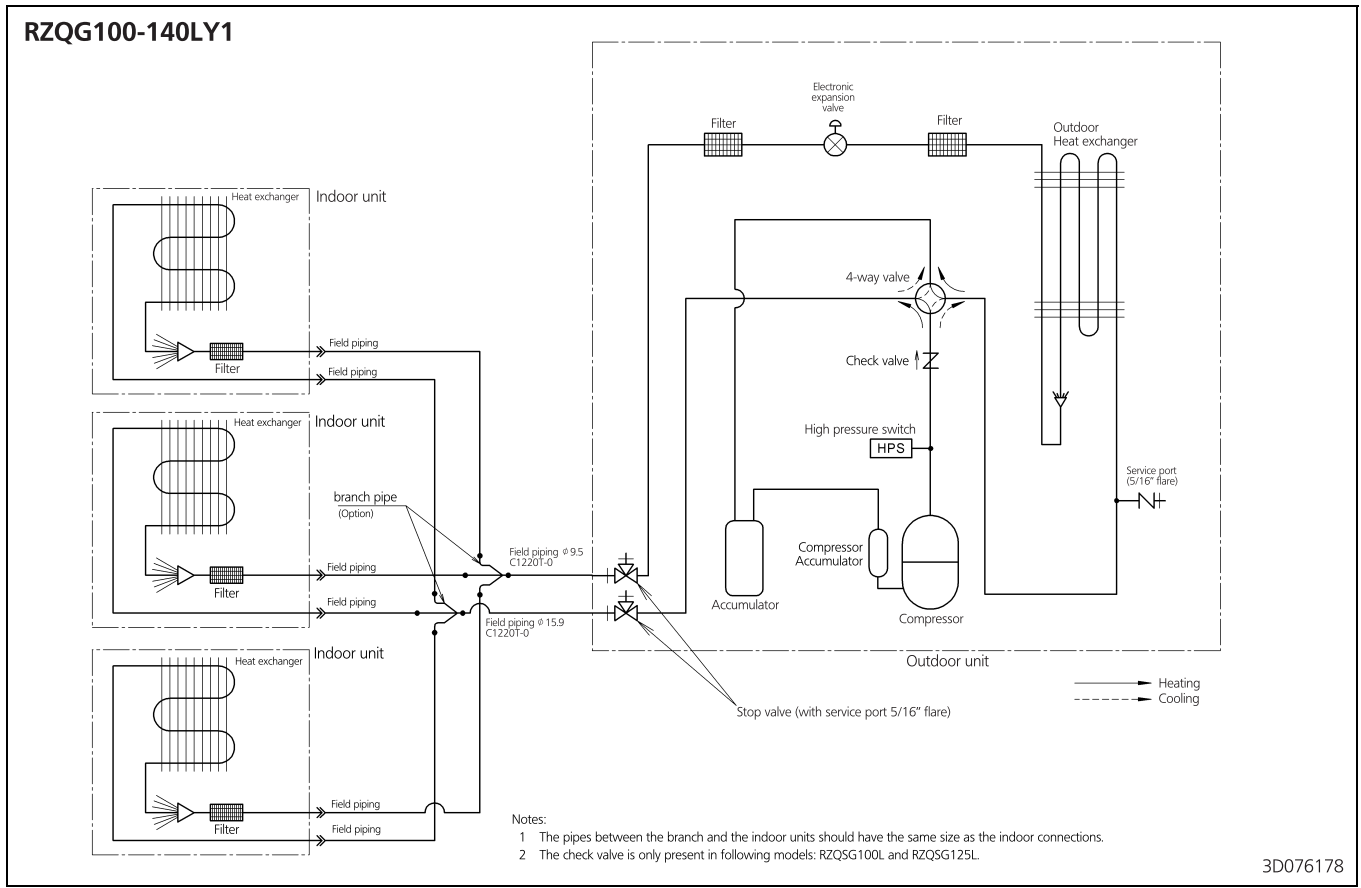 RZQG100-140LY1
Electronic
expansion
valve
Filter
Filter
Outdoor
Heat exchanger
Heat exchanger
Indoor unit
4-way valve
Field piping
Filter
Field piping
Check valve
Heat exchanger
Indoor unit
High pressure switch
HPS
Service port
(5/16" flare)
branch pipe
(Option)
Field piping ϕ 9.5
C1220T-0
Compressor
Accumulator
Field piping
Filter
Field piping
Accumulator
Compressor
Field piping ϕ 15.9
C1220T-0
Heat exchanger
Indoor unit
Outdoor unit
Heating
Cooling
Stop valve (with service port 5/16" flare)
Field piping
Filter
Field piping
Notes:
1 The pipes between the branch and the indoor units should have the same size as the indoor connections.
2 The check valve is only present in following models: RZQSG100L and RZQSG125L.
3D076178